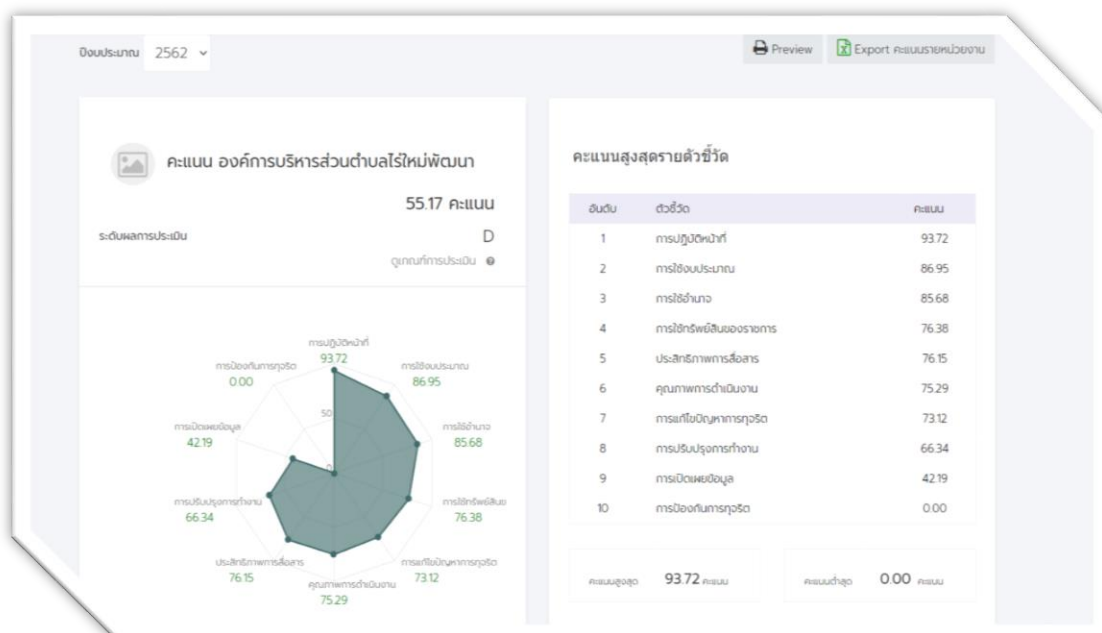 ปีงบประมาณ 2562
Preview
Export คะแนนรายหน่วยงาน
คะแนน องค์การบริหารส่วนตำบลไร่ใหม่พัฒนา
55.17 คะแนน
ระดับผลการประเมิน D
ดูเกณฑ์การประเมิน
การปฏิบัติหน้าที่
93.72
การใช้งบประมาณ
86.95
การใช้อำนาจ
85.68
การใช้ทรัพย์สินข
76.38
การแก้ไขปัญหาการทุจริต
73.12
คุณภาพการดำเนินงาน
75.29
ประสิทธิภาพการสื่อสาร
76.15
การปรับปรุงการทำงาน
66.34
การเปิดเผยข้อมูล
42.19
การป้องกันการทุจริต
0.00
50
0
คะแนนสูงสุดรายตัวชี้วัด
อันดับ ตัวชี้วัด คะแนน
1 การปฏิบัติหน้าที่ 93.72
2 การใช้งบประมาณ 86.95
3 การใช้อำนาจ 85.68
4 การใช้ทรัพย์สินของราชการ 76.38
5 ประสิทธิภาพการสื่อสาร 76.15
6 คุณภาพการดำเนินงาน 75.29
7 การแก้ไขปัญหาการทุจริต 73.12
8 การปรับปรุงการทำงาน 66.34
9 การเปิดเผยข้อมูล 42.19
10 การป้องกันการทุจริต 0.00
คะแนนสูงสุด 93.72 คะแนน
คะแนนต่ำสุด 0.00 คะแนน